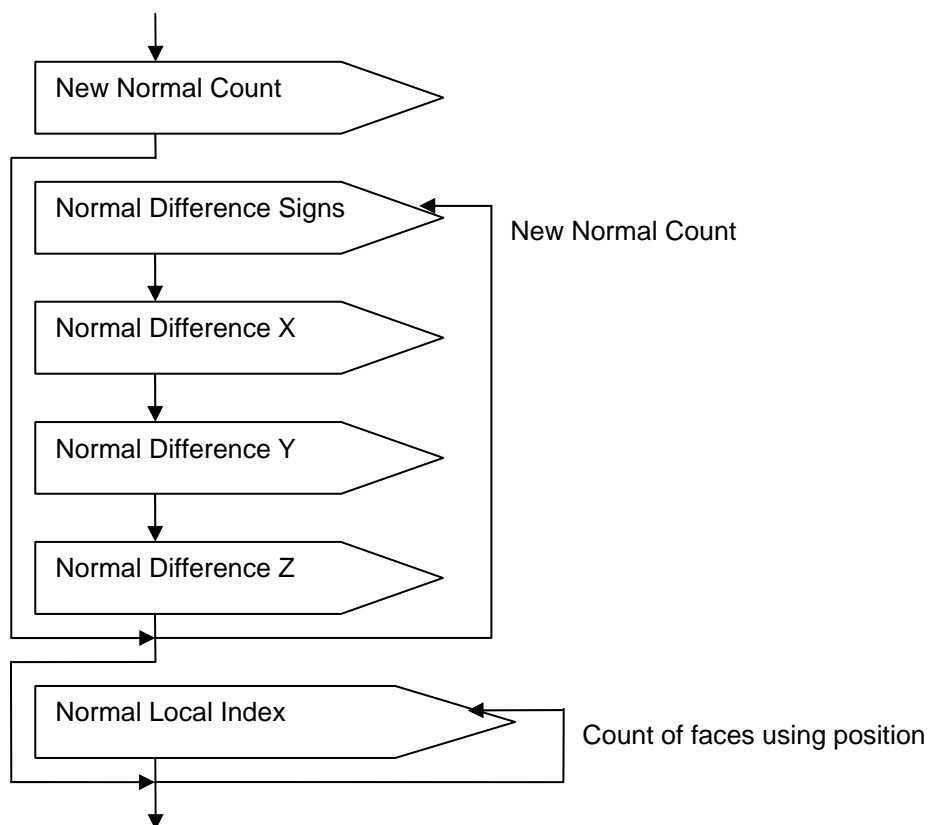 New Normal Count
Normal Difference Signs
New Normal Count
Normal Difference X
Normal Difference Y
Normal Difference Z
Normal Local Index
Count of faces using position